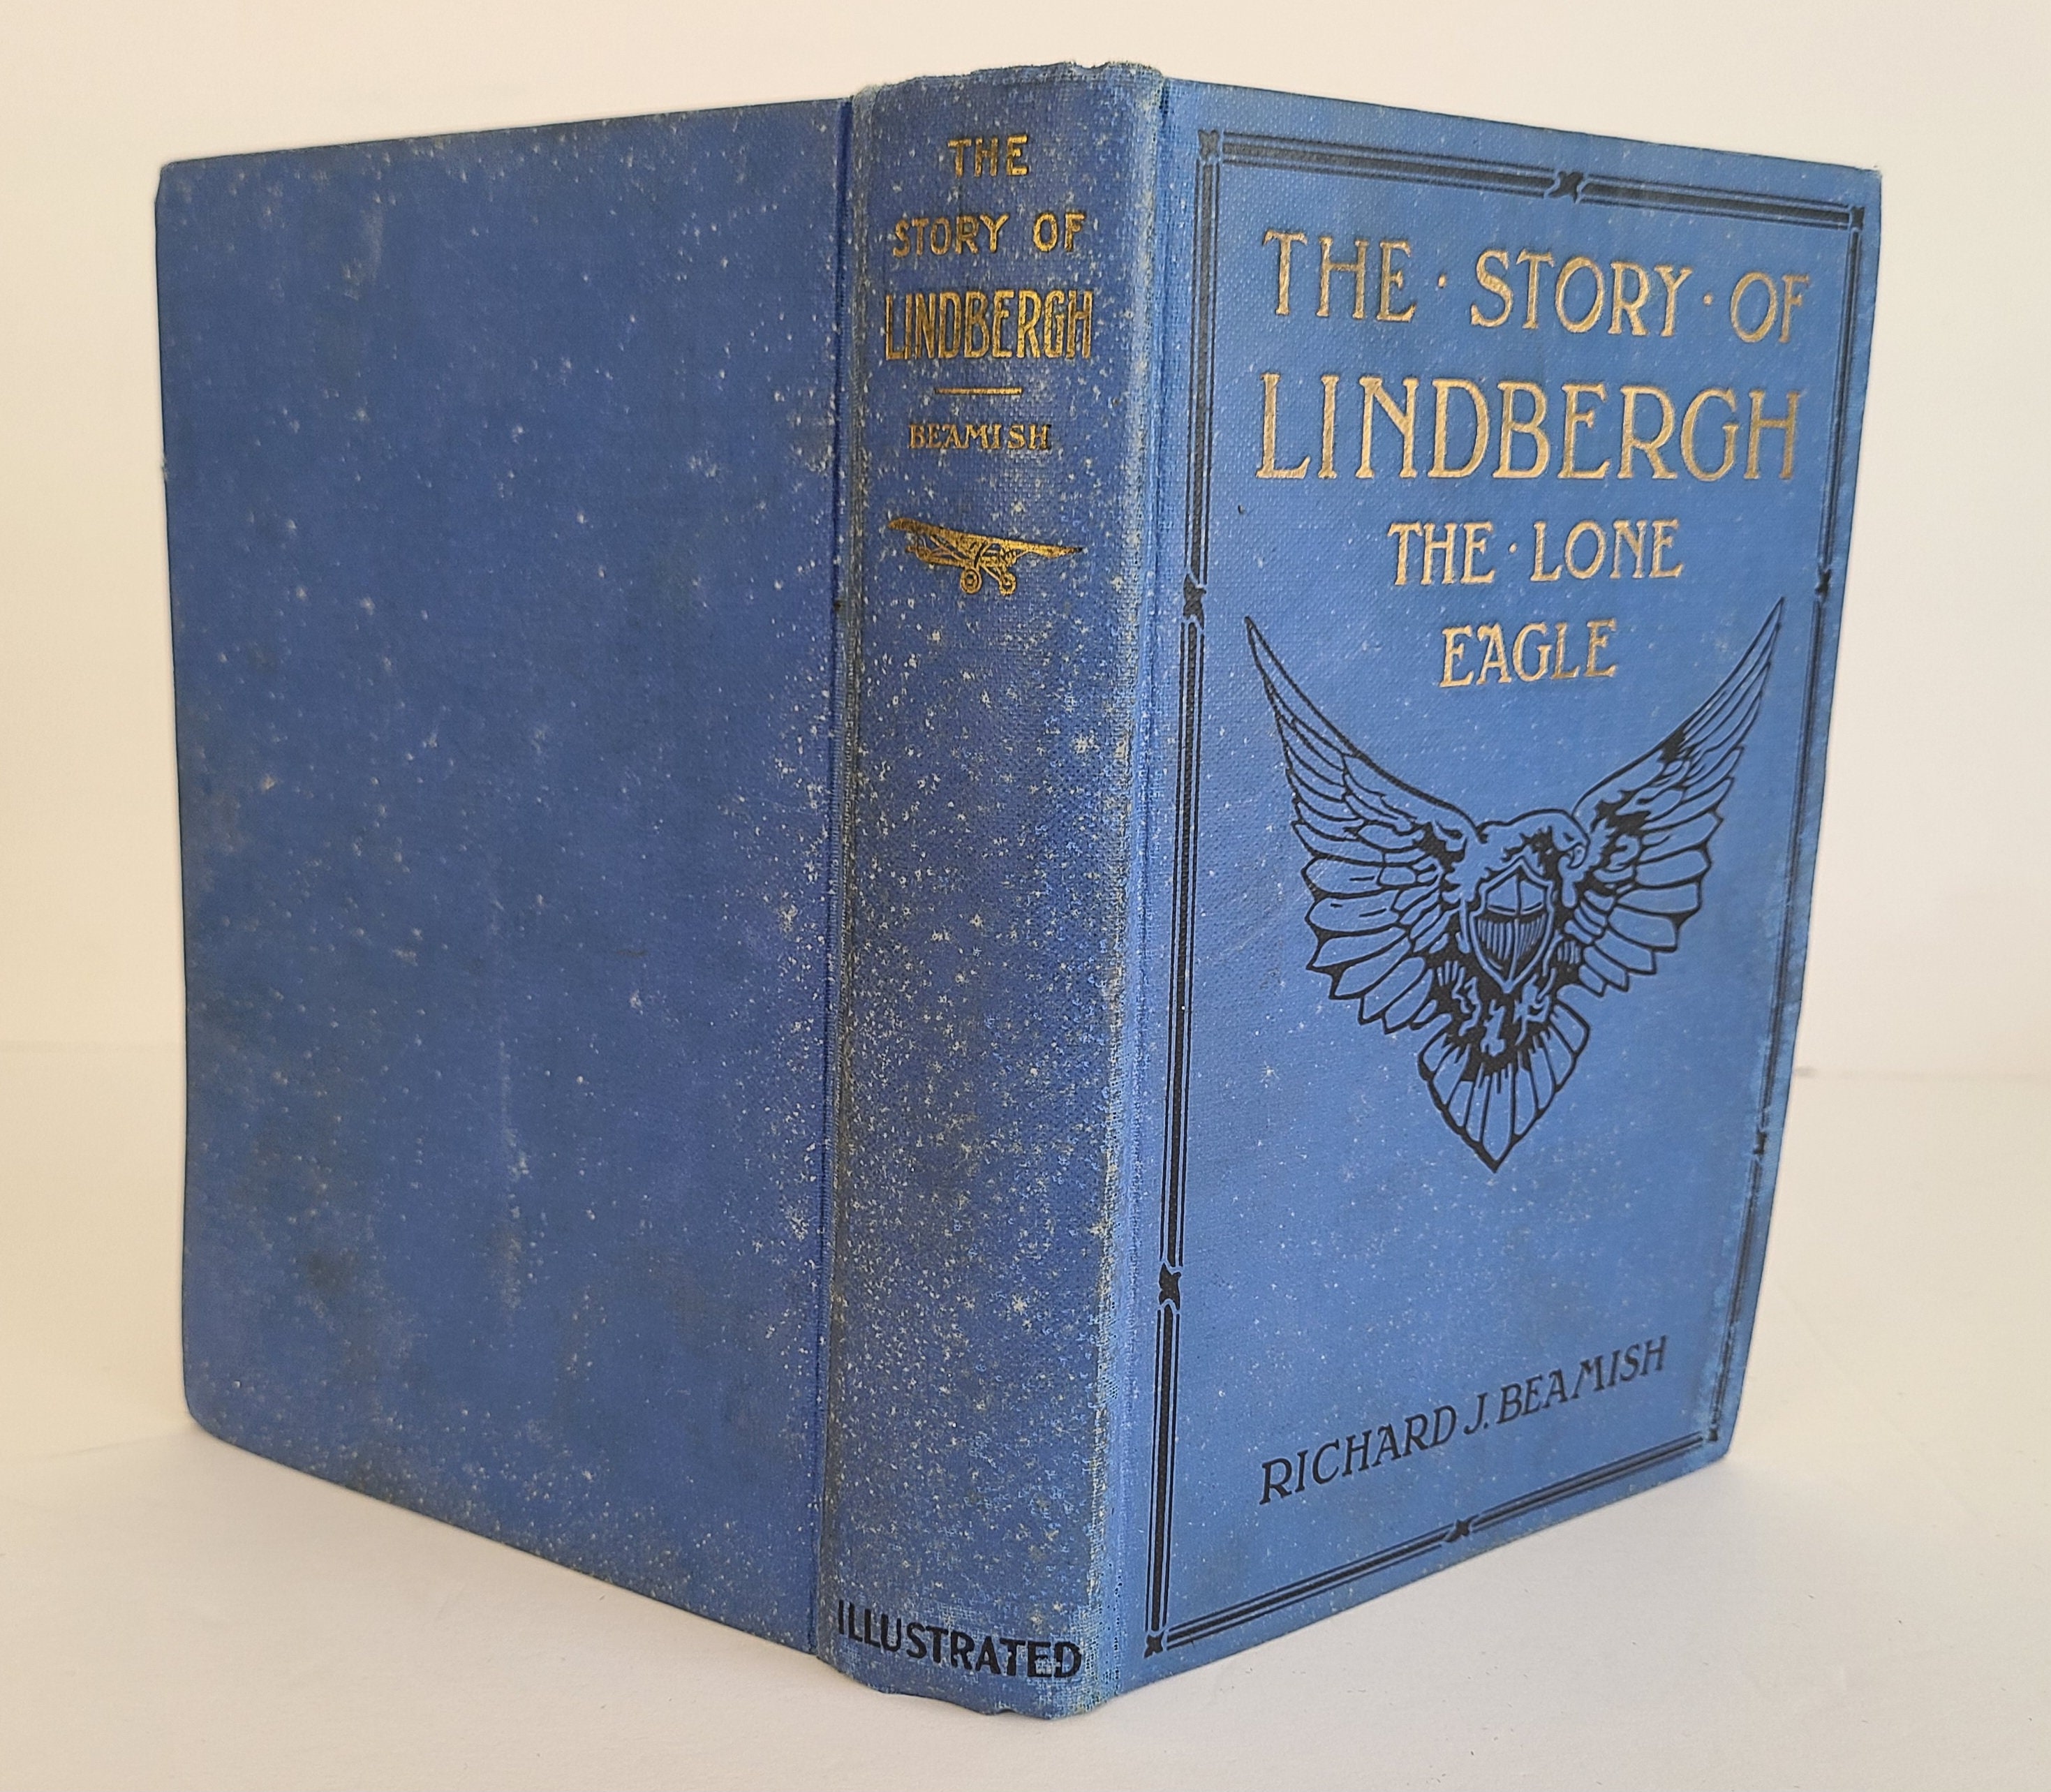 THE
STORY OF
LINDBERGH
BEAMISH
ILLUSTRATED
THE · STORY · OF
LINDBERGH
THE · LONE
EAGLE
RICHARD J. BEAMISH